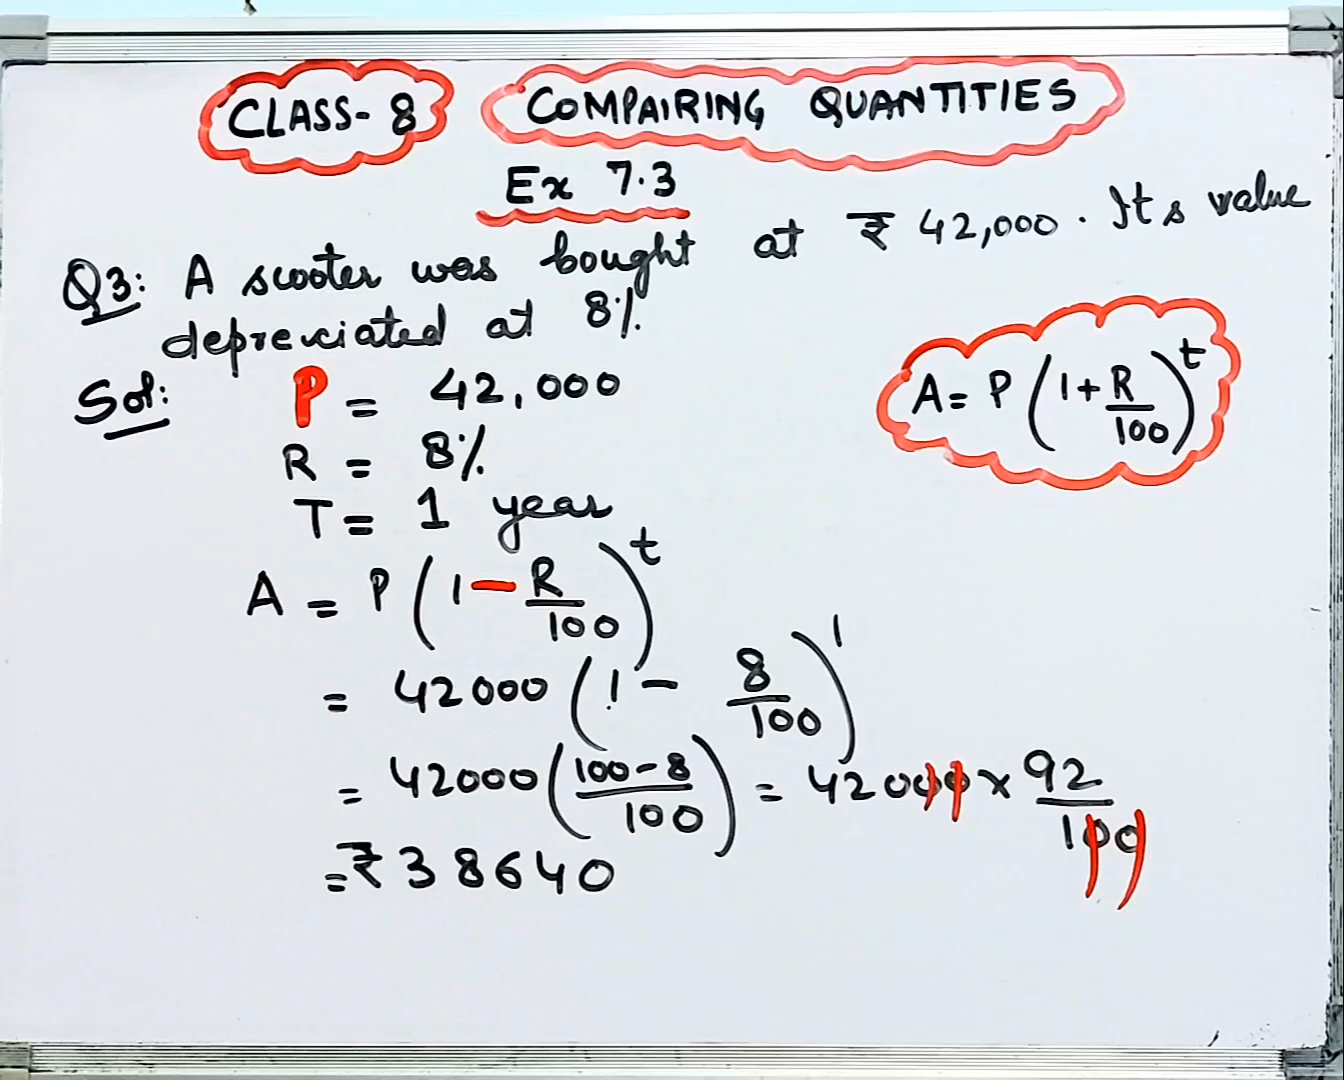 CLASS-8 COMPAIRING QUANTITIES
Ex 7.3
Q3: A scooter was bought at ₹ 42,000. Its value
depreciated at 8%.
Sol: P = 42,000
A = P(1+R/100)^t
R = 8%
T = 1 year
A = P(1-R/100)^t
= 42000(1-8/100)^1
= 42000(100-8/100) = 42000 x 92/100
=₹38640